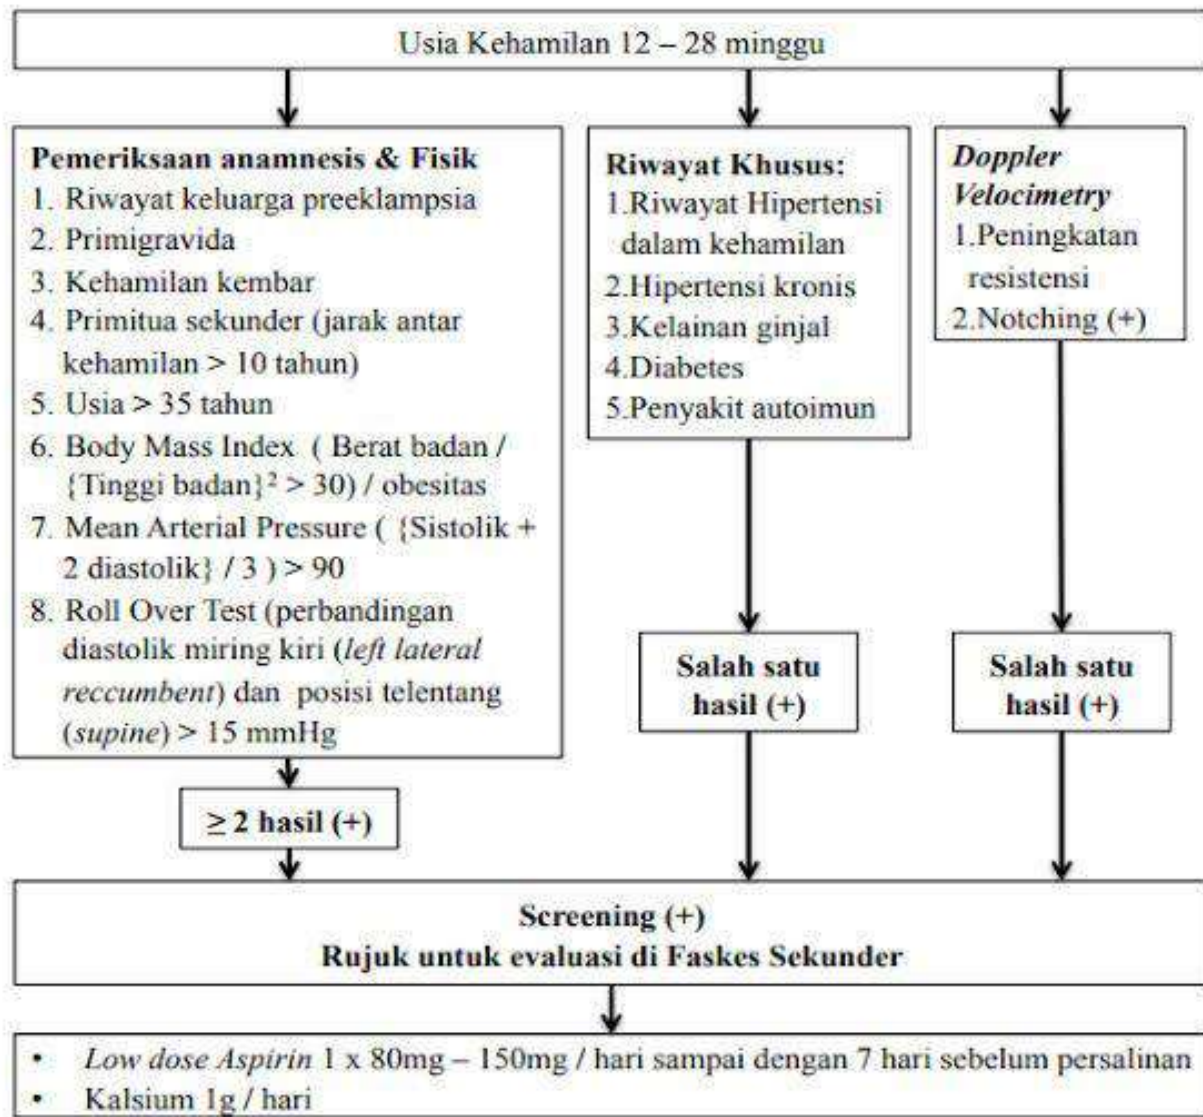 Usia Kehamilan 12 – 28 minggu
Pemeriksaan anamnesis & Fisik
1. Riwayat keluarga preeklampsia
2. Primigravida
3. Kehamilan kembar
4. Primitua sekunder (jarak antar
kehamilan > 10 tahun)
5. Usia > 35 tahun
6. Body Mass Index ( Berat badan /
{Tinggi badan}² > 30) / obesitas
7. Mean Arterial Pressure ( {Sistolik +
2 diastolik} / 3 ) > 90
8. Roll Over Test (perbandingan
diastolik miring kiri (left lateral
reccumbent) dan posisi telentang
(supine) > 15 mmHg
≥ 2 hasil (+)
Riwayat Khusus:
1.Riwayat Hipertensi
dalam kehamilan
2.Hipertensi kronis
3.Kelainan ginjal
4.Diabetes
5.Penyakit autoimun
Salah satu
hasil (+)
Doppler
Velocimetry
1.Peningkatan
resistensi
2.Notching (+)
Salah satu
hasil (+)
Screening (+)
Rujuk untuk evaluasi di Faskes Sekunder
• Low dose Aspirin 1 x 80mg – 150mg / hari sampai dengan 7 hari sebelum persalinan
• Kalsium 1g / hari